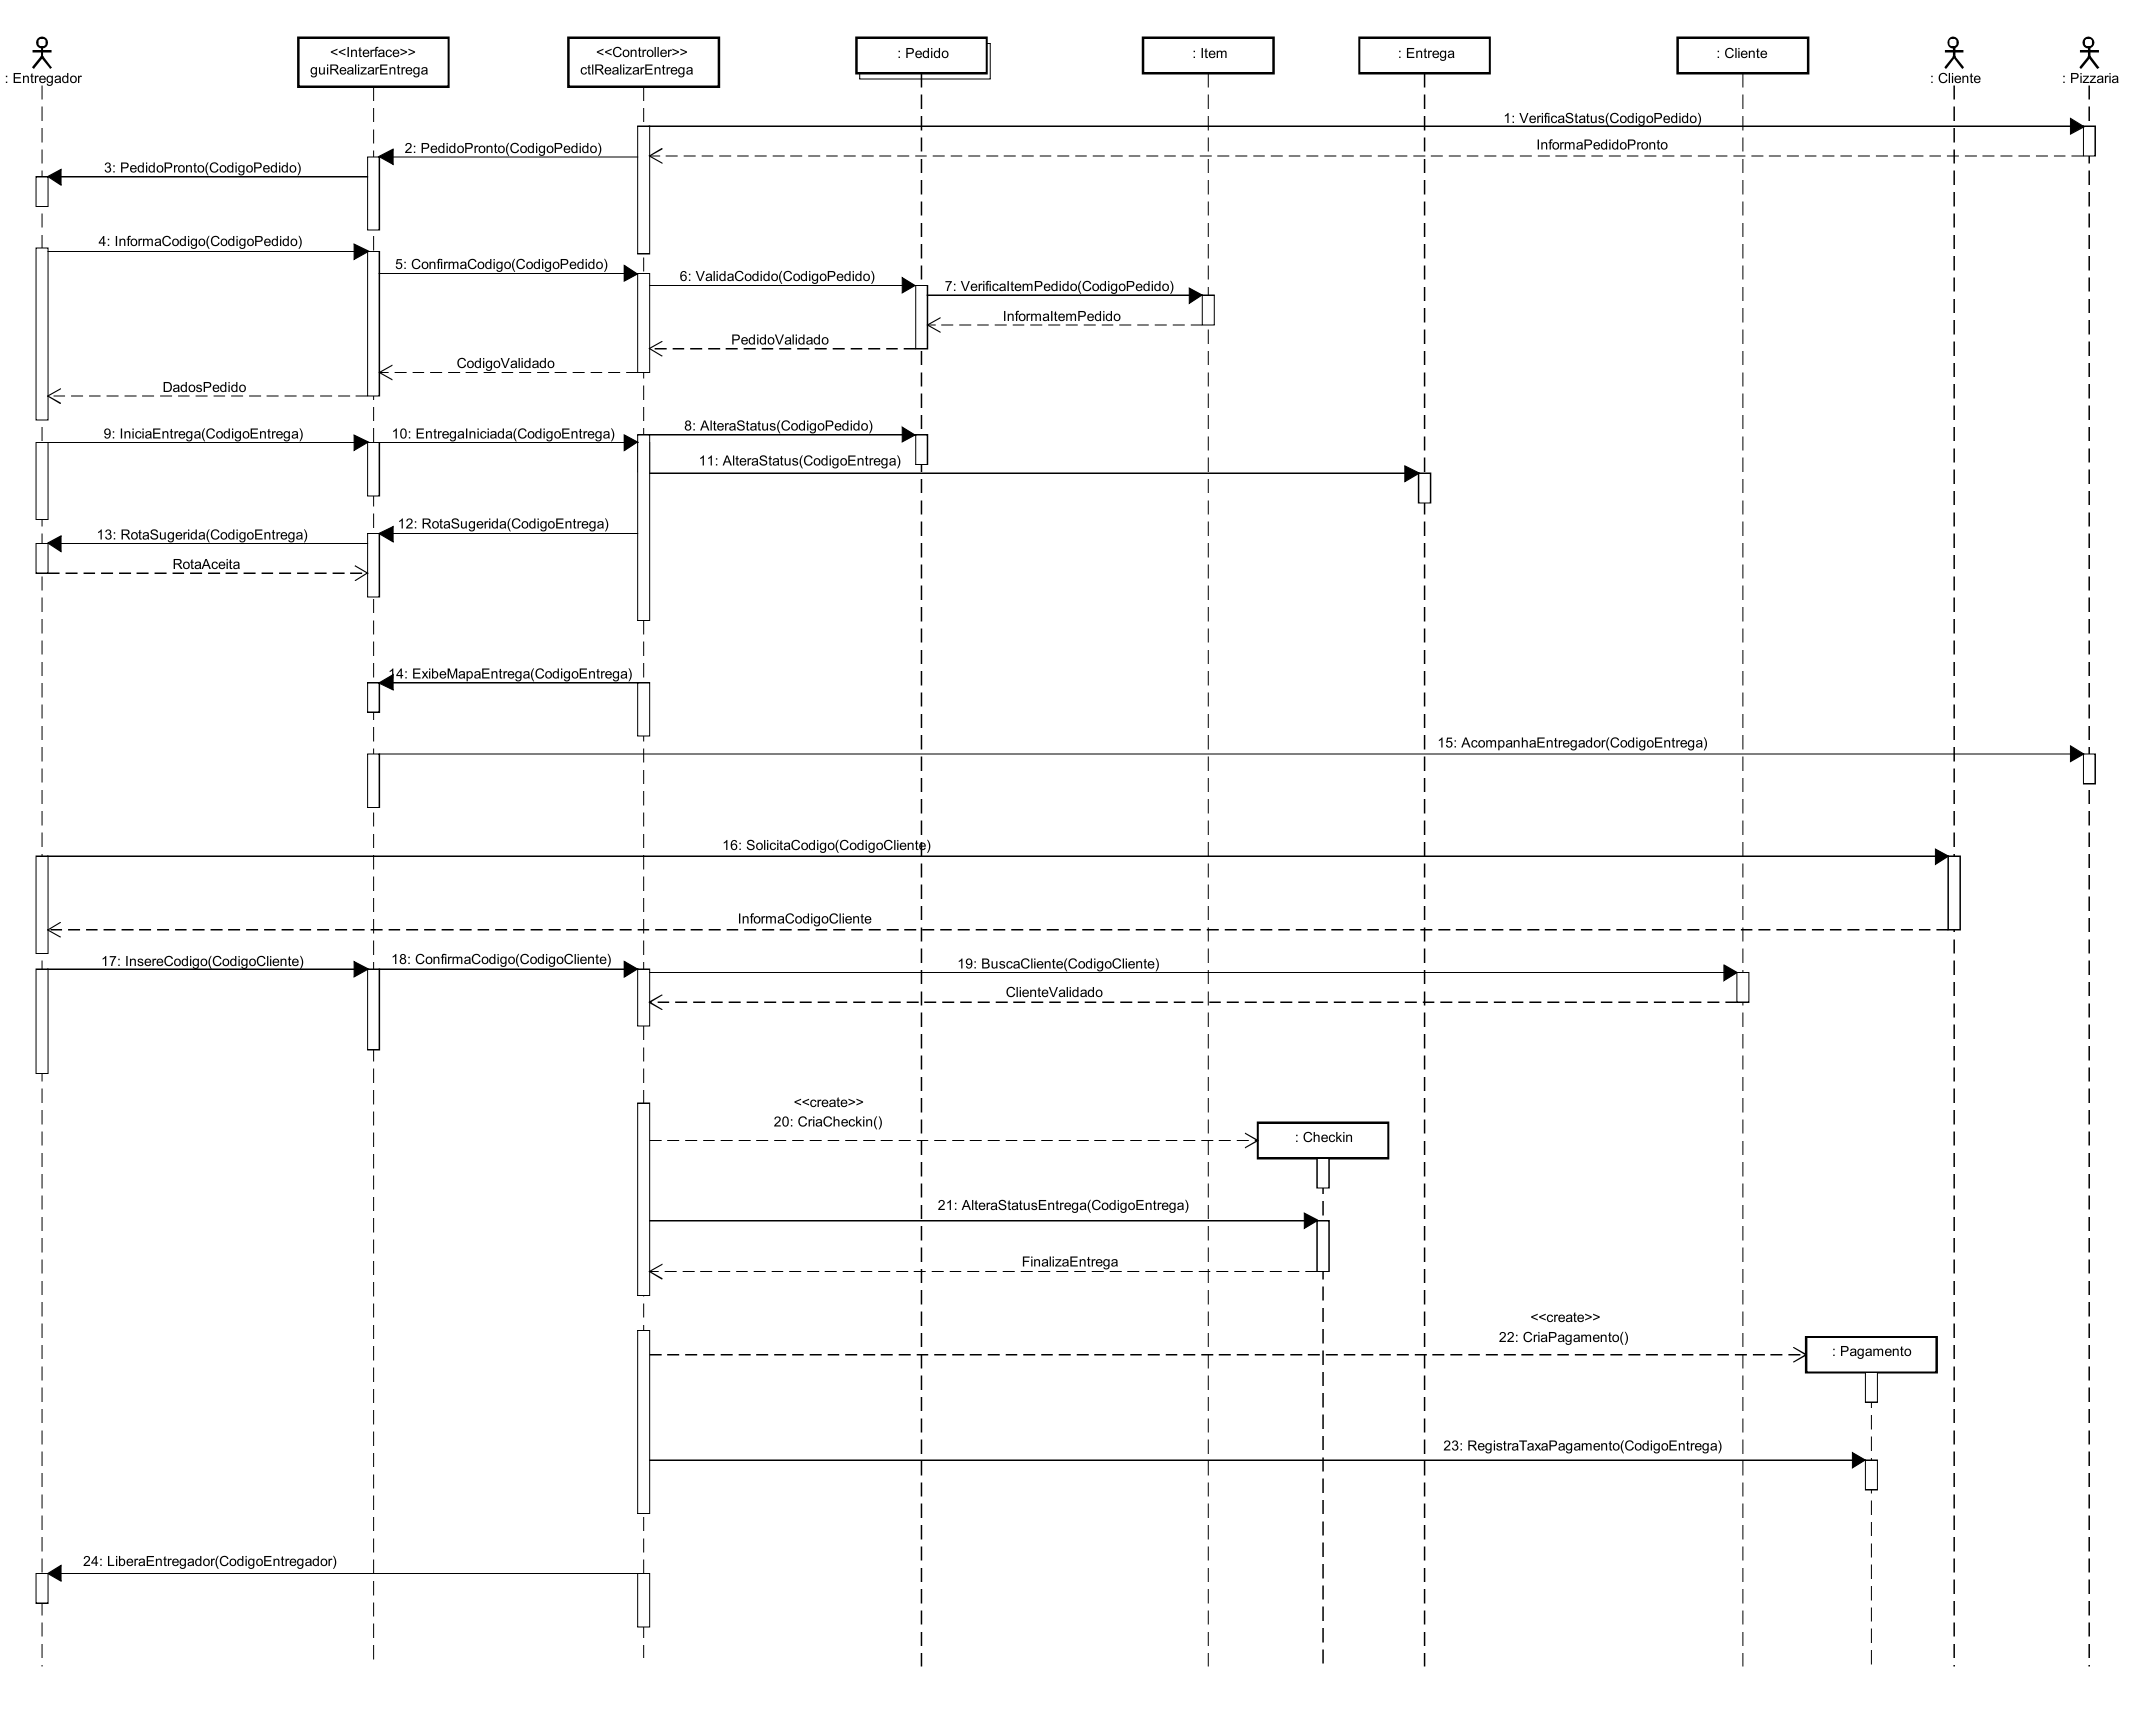 : Entregador
<<Interface>>
guiRealizarEntrega
<<Controller>>
ctlRealizarEntrega
: Pedido
: Item
: Entrega
: Cliente
: Cliente
: Pizzaria
1: VerificaStatus(CodigoPedido)
InformaPedidoPronto
2: PedidoPronto(CodigoPedido)
3: PedidoPronto(CodigoPedido)
4: InformaCodigo(CodigoPedido)
5: ConfirmaCodigo(CodigoPedido)
6: ValidaCodido(CodigoPedido)
7: VerificaItemPedido(CodigoPedido)
InformaItemPedido
PedidoValidado
CodigoValidado
DadosPedido
9: IniciaEntrega(CodigoEntrega)
10: EntregaIniciada(CodigoEntrega)
8: AlteraStatus(CodigoPedido)
11: AlteraStatus(CodigoEntrega)
12: RotaSugerida(CodigoEntrega)
13: RotaSugerida(CodigoEntrega)
RotaAceita
14: ExibeMapaEntrega(CodigoEntrega)
15: AcompanhaEntregador(CodigoEntrega)
16: SolicitaCodigo(CodigoCliente)
InformaCodigoCliente
17: InsereCodigo(CodigoCliente)
18: ConfirmaCodigo(CodigoCliente)
19: BuscaCliente(CodigoCliente)
ClienteValidado
<<create>>
20: CriaCheckin()
: Checkin
21: AlteraStatusEntrega(CodigoEntrega)
FinalizaEntrega
<<create>>
22: CriaPagamento()
: Pagamento
23: RegistraTaxaPagamento(CodigoEntrega)
24: LiberaEntregador(CodigoEntregador)